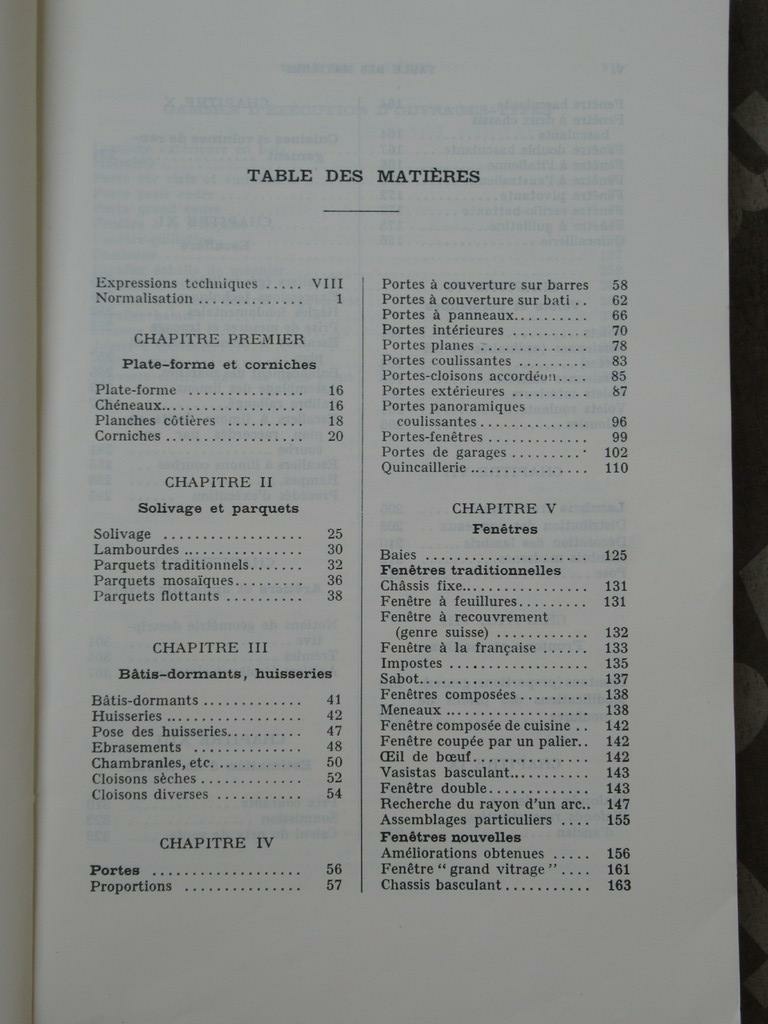 TABLE DES MATIÈRES
Expressions techniques ..... VIII
Normalisation .............. 1
CHAPITRE PREMIER
Plate-forme et corniches
Plate-forme ............... 16
Chéneaux.................. 16
Planches côtières .......... 18
Corniches .................. 20
CHAPITRE II
Solivage et parquets
Solivage .................. 25
Lambourdes ............... 30
Parquets traditionnels....... 32
Parquets mosaïques......... 36
Parquets flottants .......... 38
CHAPITRE III
Bâtis-dormants, huisseries
Bâtis-dormants ............. 41
Huisseries .................. 42
Pose des huisseries.......... 47
Ebrasements .............. 48
Chambranles, etc. ........... 50
Cloisons sèches ............. 52
Cloisons diverses ........... 54
CHAPITRE IV
Portes ................... 56
Proportions ............... 57
Portes à couverture sur barres 58
Portes à couverture sur bati .. 62
Portes à panneaux.......... 66
Portes intérieures .......... 70
Portes planes .............. 78
Portes coulissantes ......... 83
Portes-cloisons accordéon.... 85
Portes extérieures .......... 87
Portes panoramiques
coulissantes.............. 96
Portes-fenêtres ............. 99
Portes de garages .......... 102
Quincaillerie ................ 110
CHAPITRE V
Fenêtres
Baies .................... 125
Fenêtres traditionnelles
Châssis fixe................ 131
Fenêtre à feuillures......... 131
Fenêtre à recouvrement
(genre suisse) ............ 132
Fenêtre à la française ...... 133
Impostes .................. 135
Sabot...................... 137
Fenêtres composées ......... 138
Meneaux .................. 138
Fenêtre composée de cuisine .. 142
Fenêtre coupée par un palier.. 142
Œil de bœuf............... 142
Vasistas basculant.......... 143
Fenêtre double............. 143
Recherche du rayon d'un arc.. 147
Assemblages particuliers .... 155
Fenêtres nouvelles
Améliorations obtenues ..... 156
Fenêtre " grand vitrage " .... 161
Chassis basculant ........... 163